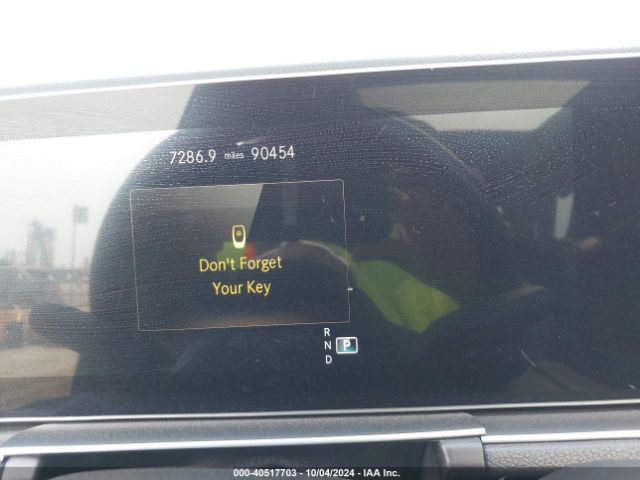 7286.9 miles 90454
Don't Forget
Your Key
R
N P
D
000-40517703 - 10/04/2024 - IAA Inc.